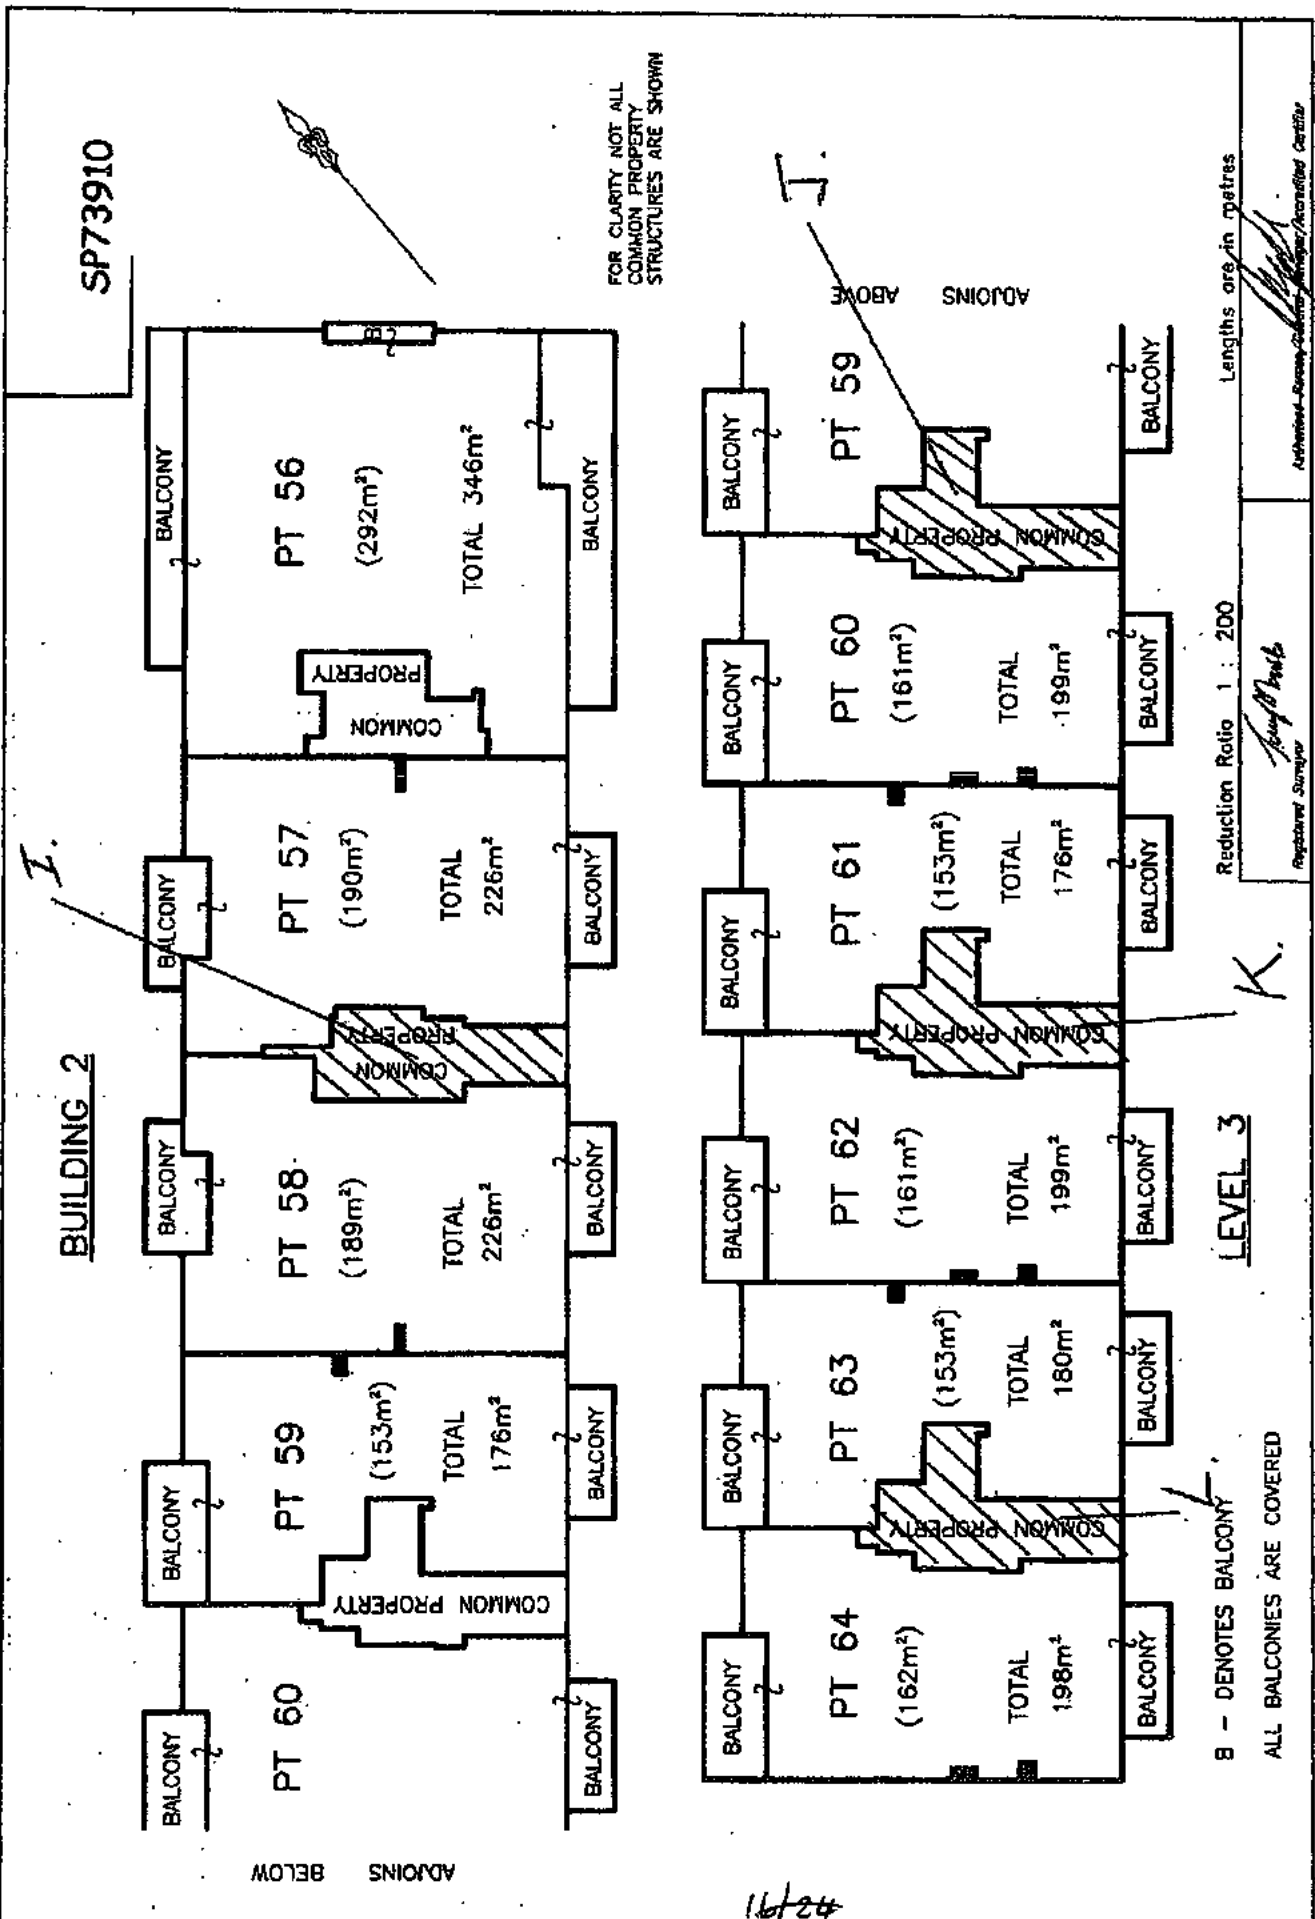 SP73910
BUILDING 2
I.
BALCONY
BALCONY
BALCONY
BALCONY
BALCONY
PT 60
PT 59
(153m²)
TOTAL
176m²
PT 58
(189m²)
TOTAL
226m²
PT 57
(190m²)
TOTAL
226m²
PT 56
(292m²)
TOTAL 346m²
B
COMMON PROPERTY
COMMON
PROPERTY
COMMON
PROPERTY
BALCONY
BALCONY
BALCONY
BALCONY
BALCONY
ADJOINS BELOW
FOR CLARITY NOT ALL
COMMON PROPERTY
STRUCTURES ARE SHOWN
J.
BALCONY
BALCONY
BALCONY
BALCONY
BALCONY
BALCONY
PT 64
(162m²)
TOTAL
198m²
PT 63
(153m²)
TOTAL
180m²
PT 62
(161m²)
TOTAL
199m²
PT 61
(153m²)
TOTAL
176m²
PT 60
(161m²)
TOTAL
199m²
PT 59
COMMON PROPERTY
COMMON PROPERTY
COMMON PROPERTY
ADJOINS ABOVE
BALCONY
BALCONY
BALCONY
BALCONY
BALCONY
BALCONY
L.
K.
B - DENOTES BALCONY
ALL BALCONIES ARE COVERED
LEVEL 3
Reduction Ratio 1 : 200
Lengths are in metres
Registered Surveyor